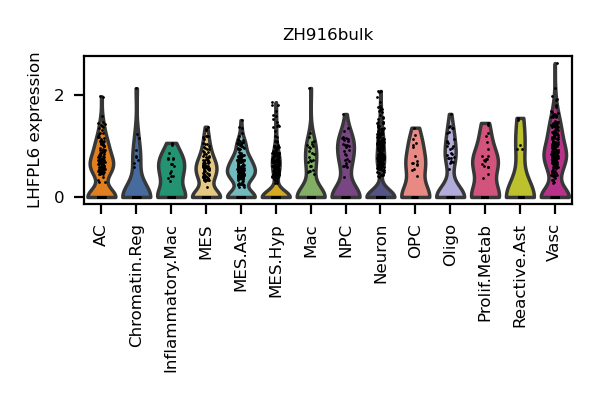 ZH916bulk
LHFPL6 expression
2
0
AC
Chromatin.Reg
Inflammatory.Mac
MES
MES.Ast
MES.Hyp
Mac
NPC
Neuron
OPC
Oligo
Prolif.Metab
Reactive.Ast
Vasc